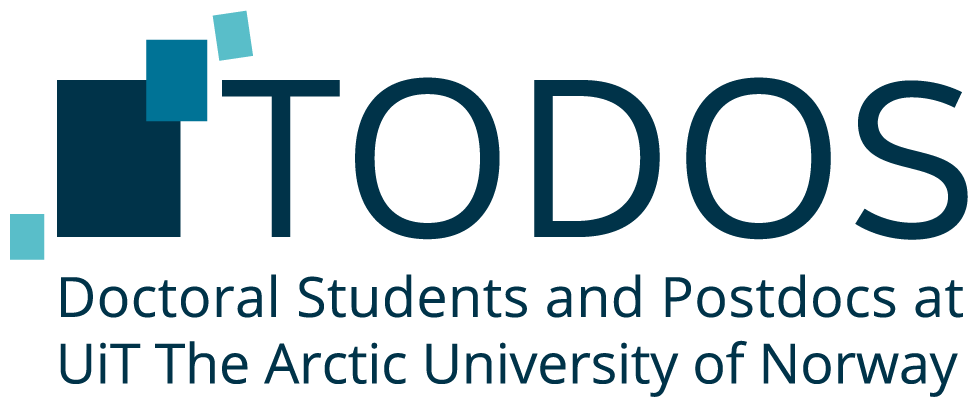 TODOS
Doctoral Students and Postdocs at
UiT The Arctic University of Norway